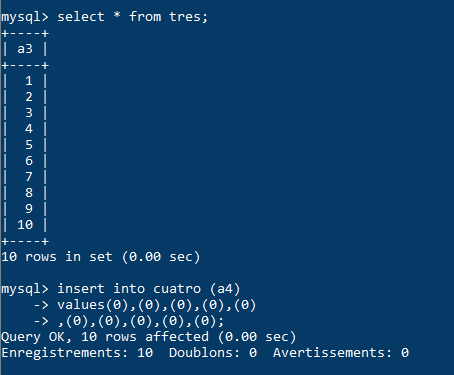 mysql> select * from tres;
+----+
| a3 |
+----+
|  1 |
|  2 |
|  3 |
|  4 |
|  5 |
|  6 |
|  7 |
|  8 |
|  9 |
| 10 |
+----+
10 rows in set (0.00 sec)
mysql> insert into cuatro (a4)
    -> values(0),(0),(0),(0),(0)
    -> ,(0),(0),(0),(0),(0);
Query OK, 10 rows affected (0.00 sec)
Enregistrements: 10  Doublons: 0  Avertissements: 0